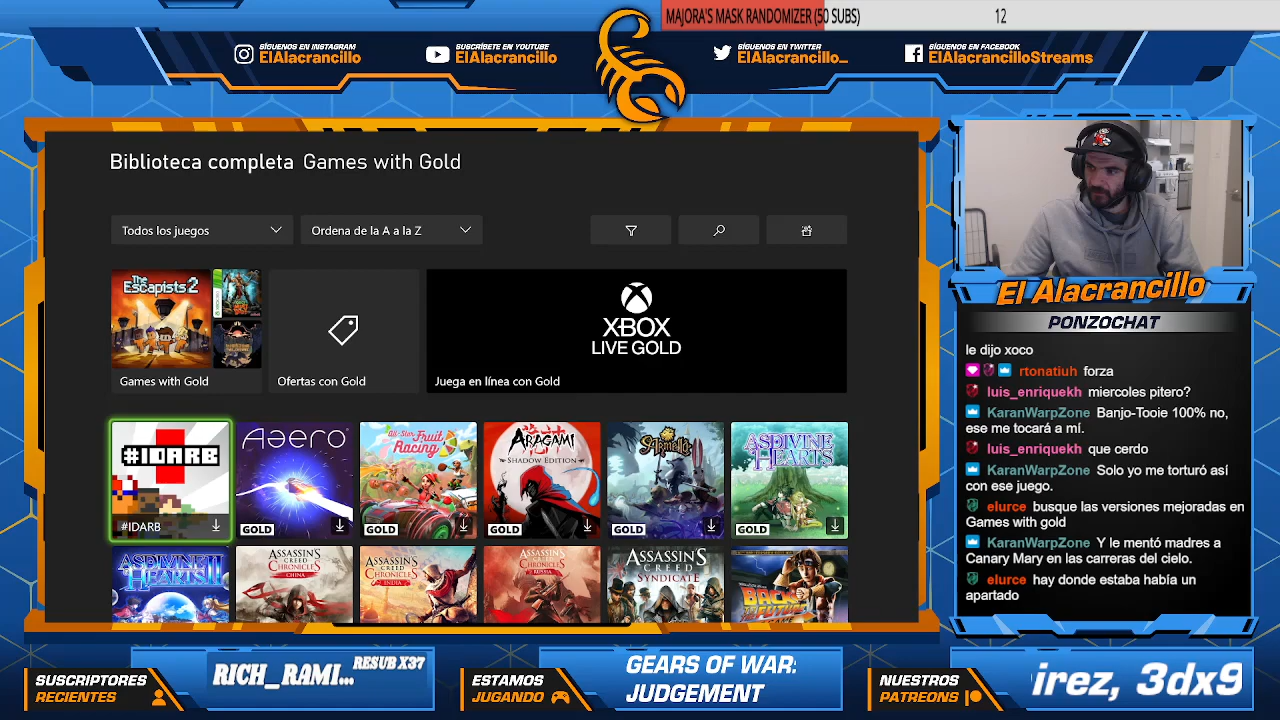 MAJORA'S MASK RANDOMIZER (50 SUBS)
12
SÍGUENOS EN INSTAGRAM
ElAlacrancillo
SUSCRÍBETE EN YOUTUBE
ElAlacrancillo
SÍGUENOS EN TWITTER
ElAlacrancillo_
SÍGUENOS EN FACEBOOK
ElAlacrancilloStreams
Biblioteca completa Games with Gold
Todos los juegos
Ordena de la A a la Z
The Escapists 2
Games with Gold
Ofertas con Gold
XBOX
LIVE GOLD
Juega en línea con Gold
#IDARB
#IDARB
Aaero
GOLD
All-Star Fruit
Racing
GOLD
ARAGAMI
SHADOW EDITION
GOLD
Armello
GOLD
ASDIVINE
HEARTS
GOLD
ASDIVINE
HEARTS II
ASSASSIN'S
CREED
CHRONICLES
CHINA
ASSASSIN'S
CREED
CHRONICLES
INDIA
ASSASSIN'S
CREED
CHRONICLES
RUSSIA
ASSASSIN'S
CREED
SYNDICATE
BACK
TO THE
FUTURE
El Alacrancillo
PONZOCHAT
le dijo xoco
rtonatiuh forza
luis_enriquekh miercoles pitero?
KaranWarpZone Banjo-Tooie 100% no,
ese me tocará a mí.
luis_enriquekh que cerdo
KaranWarpZone Solo yo me torturó así
con ese juego.
elurce busque las versiones mejoradas en
Games with gold
KaranWarpZone Y le mentó madres a
Canary Mary en las carreras del cielo.
elurce hay donde estaba había un
apartado
SUSCRIPTORES
RECIENTES
RICH_RAMI...
RESUB X37
ESTAMOS
JUGANDO
GEARS OF WAR:
JUDGEMENT
NUESTROS
PATREONS
irez, 3dx9